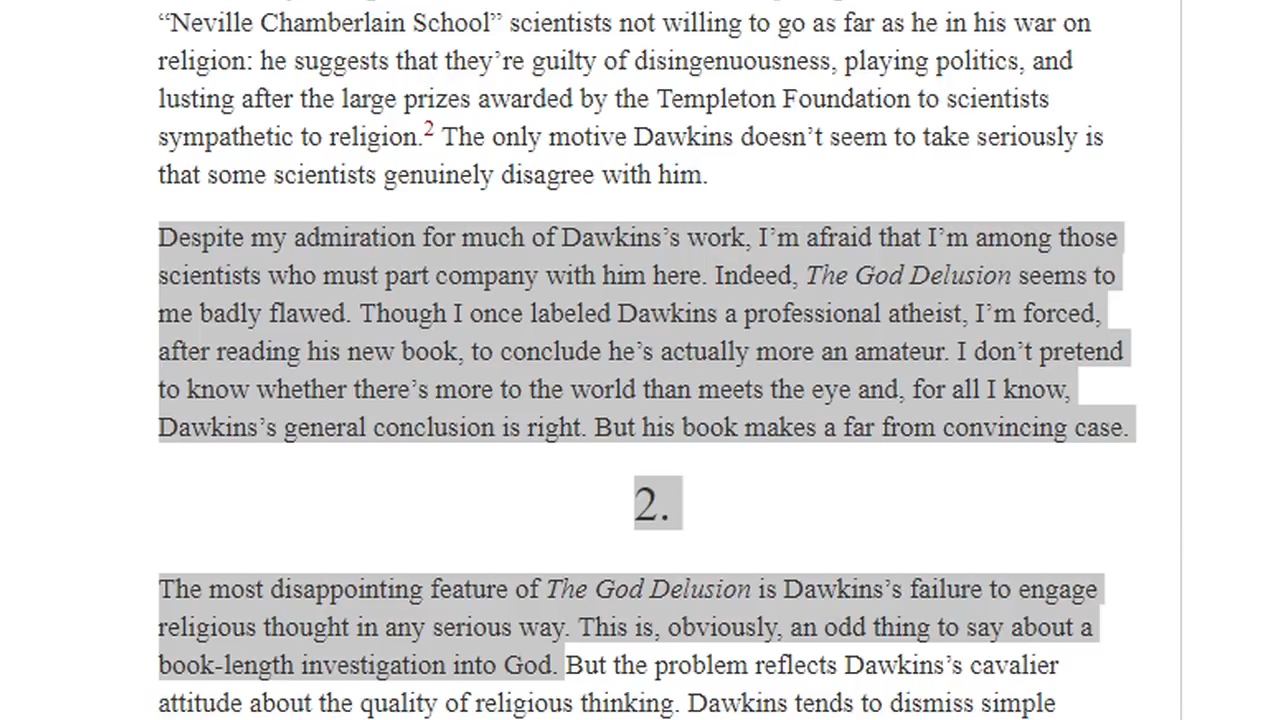 “Neville Chamberlain School” scientists not willing to go as far as he in his war on
religion: he suggests that they’re guilty of disingenuousness, playing politics, and
lusting after the large prizes awarded by the Templeton Foundation to scientists
sympathetic to religion.2 The only motive Dawkins doesn’t seem to take seriously is
that some scientists genuinely disagree with him.
Despite my admiration for much of Dawkins’s work, I’m afraid that I’m among those
scientists who must part company with him here. Indeed, The God Delusion seems to
me badly flawed. Though I once labeled Dawkins a professional atheist, I’m forced,
after reading his new book, to conclude he’s actually more an amateur. I don’t pretend
to know whether there’s more to the world than meets the eye and, for all I know,
Dawkins’s general conclusion is right. But his book makes a far from convincing case.
2.
The most disappointing feature of The God Delusion is Dawkins’s failure to engage
religious thought in any serious way. This is, obviously, an odd thing to say about a
book-length investigation into God. But the problem reflects Dawkins’s cavalier
attitude about the quality of religious thinking. Dawkins tends to dismiss simple